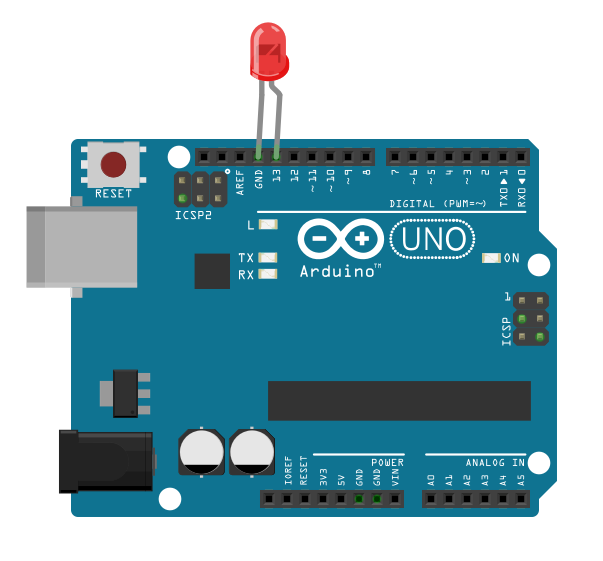 RESET
ICSP2
AREF
GND
13
12
~11
~10
~9
8
7
~6
~5
4
~3
2
TXD▶1
RXD◀0
DIGITAL (PWM=~)
L
TX
RX
Arduino™
UNO
ON
1
ICSP
POWER
ANALOG IN
IOREF
RESET
3V3
5V
GND
GND
VIN
A0
A1
A2
A3
A4
A5